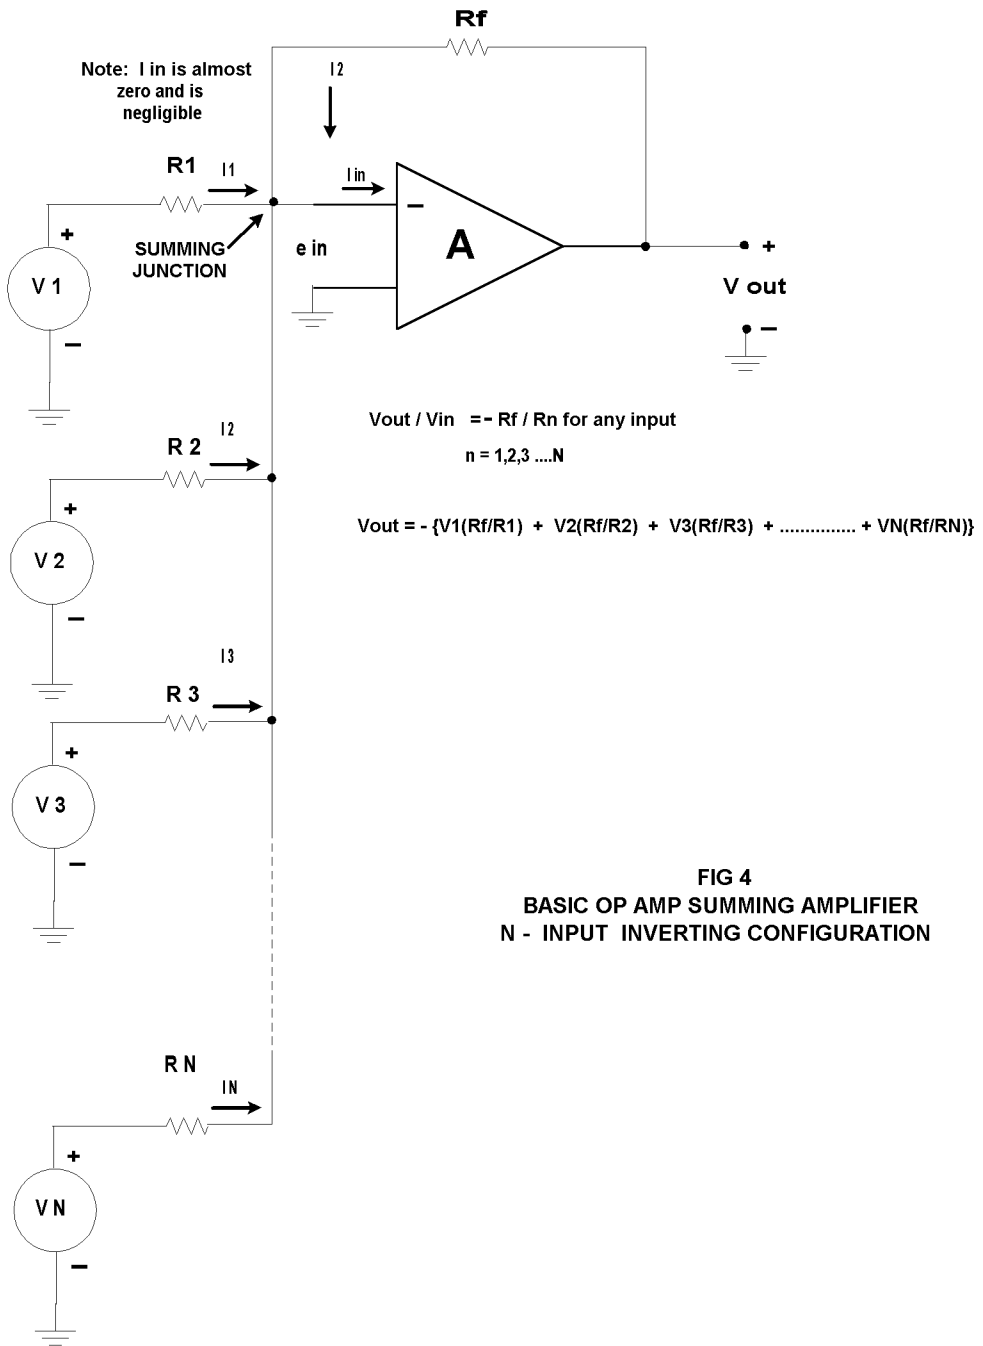 Rf
Note: I in is almost
zero and is
negligible
I2
R1
I1
I in
−
+
SUMMING
JUNCTION
e in
A
+
V 1
V out
−
−
Vout / Vin = - Rf / Rn for any input
n = 1,2,3 ....N
I2
R 2
+
Vout = - {V1(Rf/R1) + V2(Rf/R2) + V3(Rf/R3) + ............... + VN(Rf/RN)}
V 2
−
I3
R 3
+
V 3
−
FIG 4
BASIC OP AMP SUMMING AMPLIFIER
N - INPUT INVERTING CONFIGURATION
R N
IN
+
V N
−